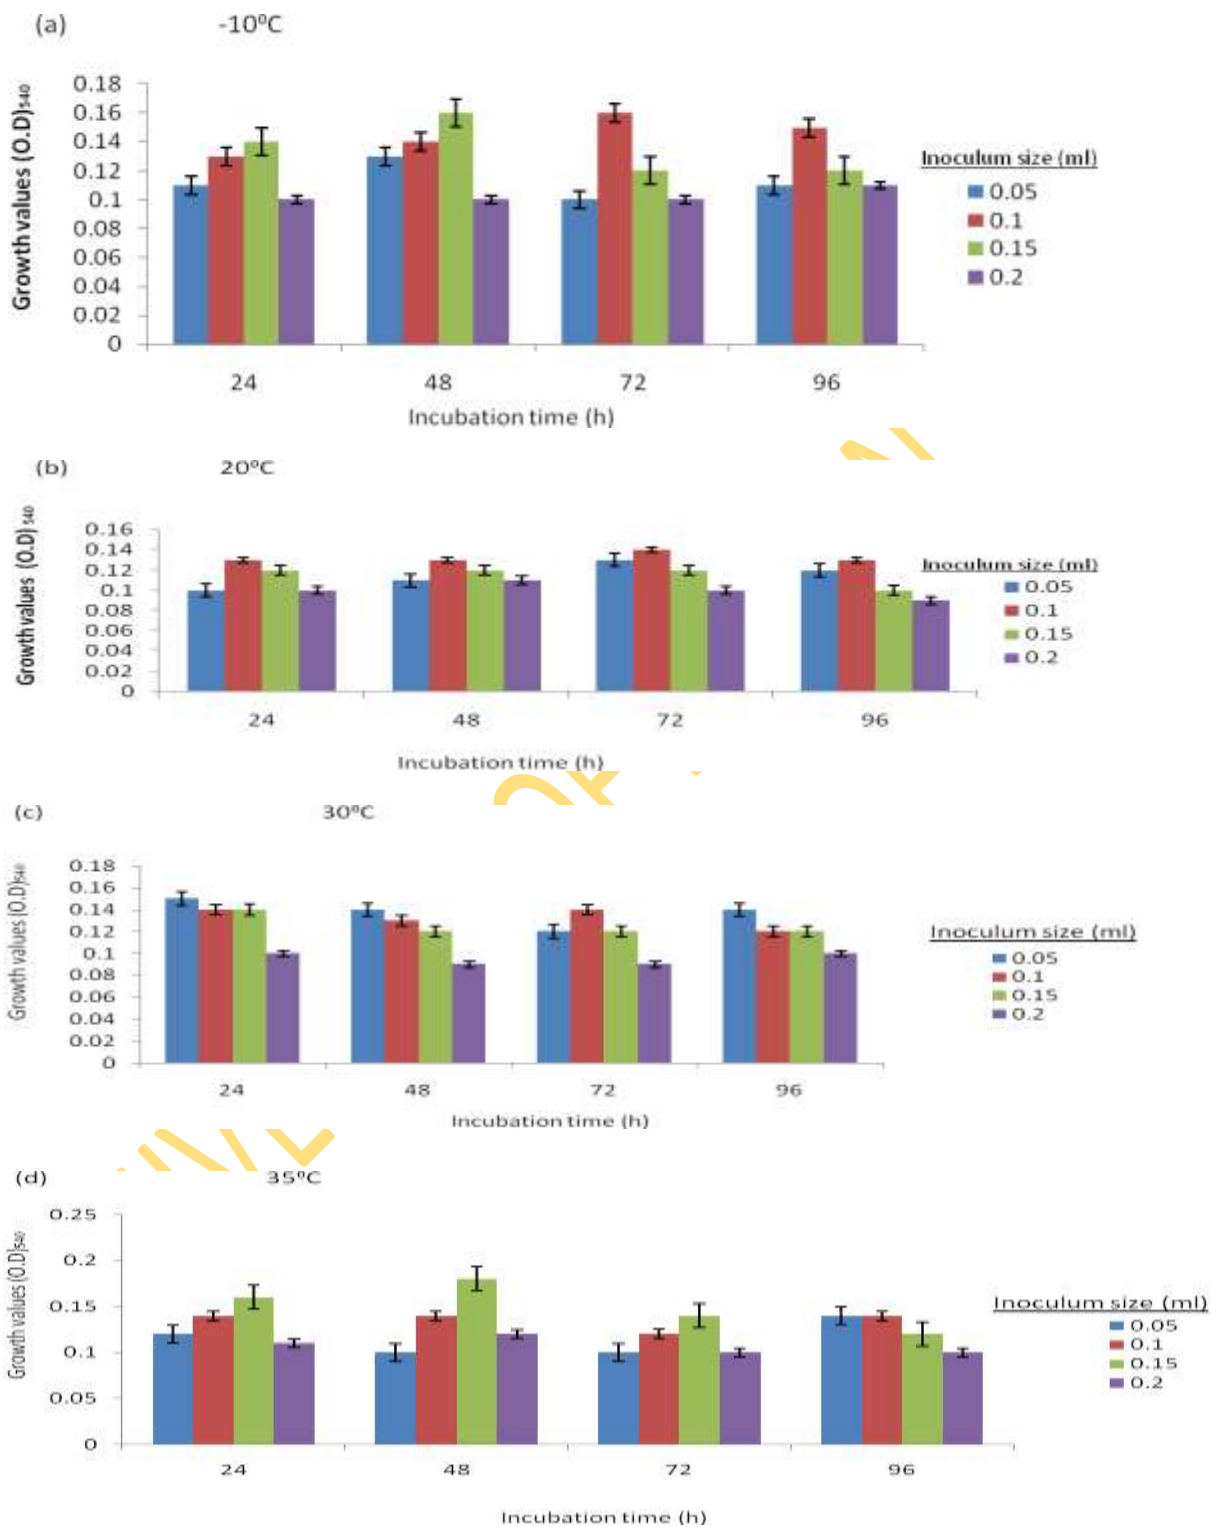 (a) -10⁰C
Growth values (O.D)₅₄₀
0.18
0.16
0.14
0.12
0.1
0.08
0.06
0.04
0.02
0
24 48 72 96
Incubation time (h)
Inoculum size (ml)
0.05
0.1
0.15
0.2
(b) 20⁰C
Growth values (O.D)₅₄₀
0.16
0.14
0.12
0.1
0.08
0.06
0.04
0.02
0
24 48 72 96
Incubation time (h)
Inoculum size (ml)
0.05
0.1
0.15
0.2
(c) 30⁰C
Growth values (O.D)₅₄₀
0.18
0.16
0.14
0.12
0.1
0.08
0.06
0.04
0.02
0
24 48 72 96
Incubation time (h)
Inoculum size (ml)
0.05
0.1
0.15
0.2
(d) 35⁰C
Growth values (O.D)₅₄₀
0.25
0.2
0.15
0.1
0.05
0
24 48 72 96
Incubation time (h)
Inoculum size (ml)
0.05
0.1
0.15
0.2